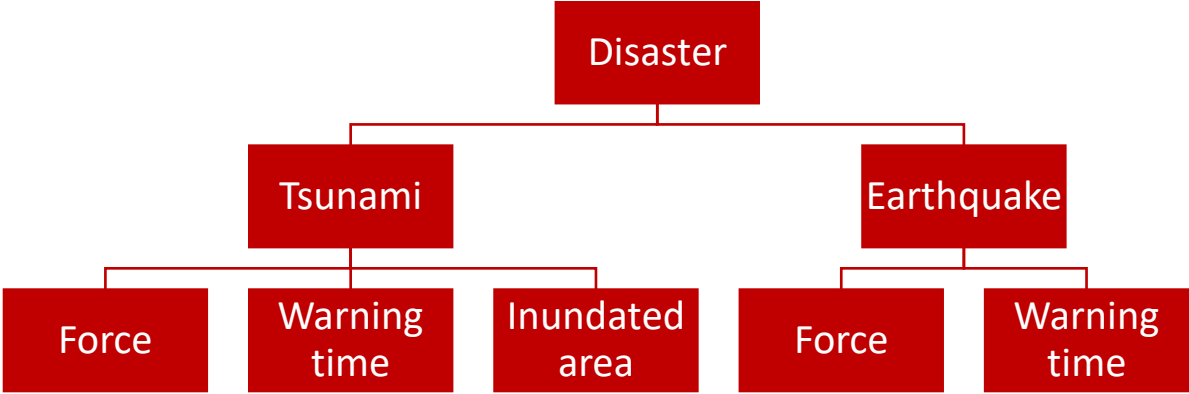 Disaster
Tsunami
Earthquake
Force
Warning
time
Inundated
area
Force
Warning
time